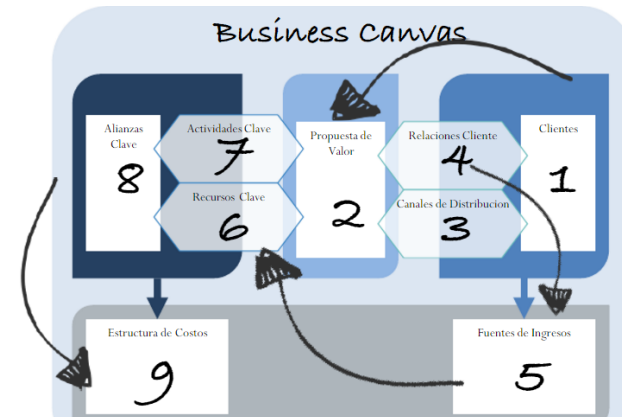 Business Canvas
Alianzas
Clave
8
Actividades Clave
7
Recursos Clave
6
Propuesta de
Valor
2
Relaciones Cliente
4
Canales de Distribucion
3
Clientes
1
Estructura de Costos
9
Fuentes de Ingresos
5